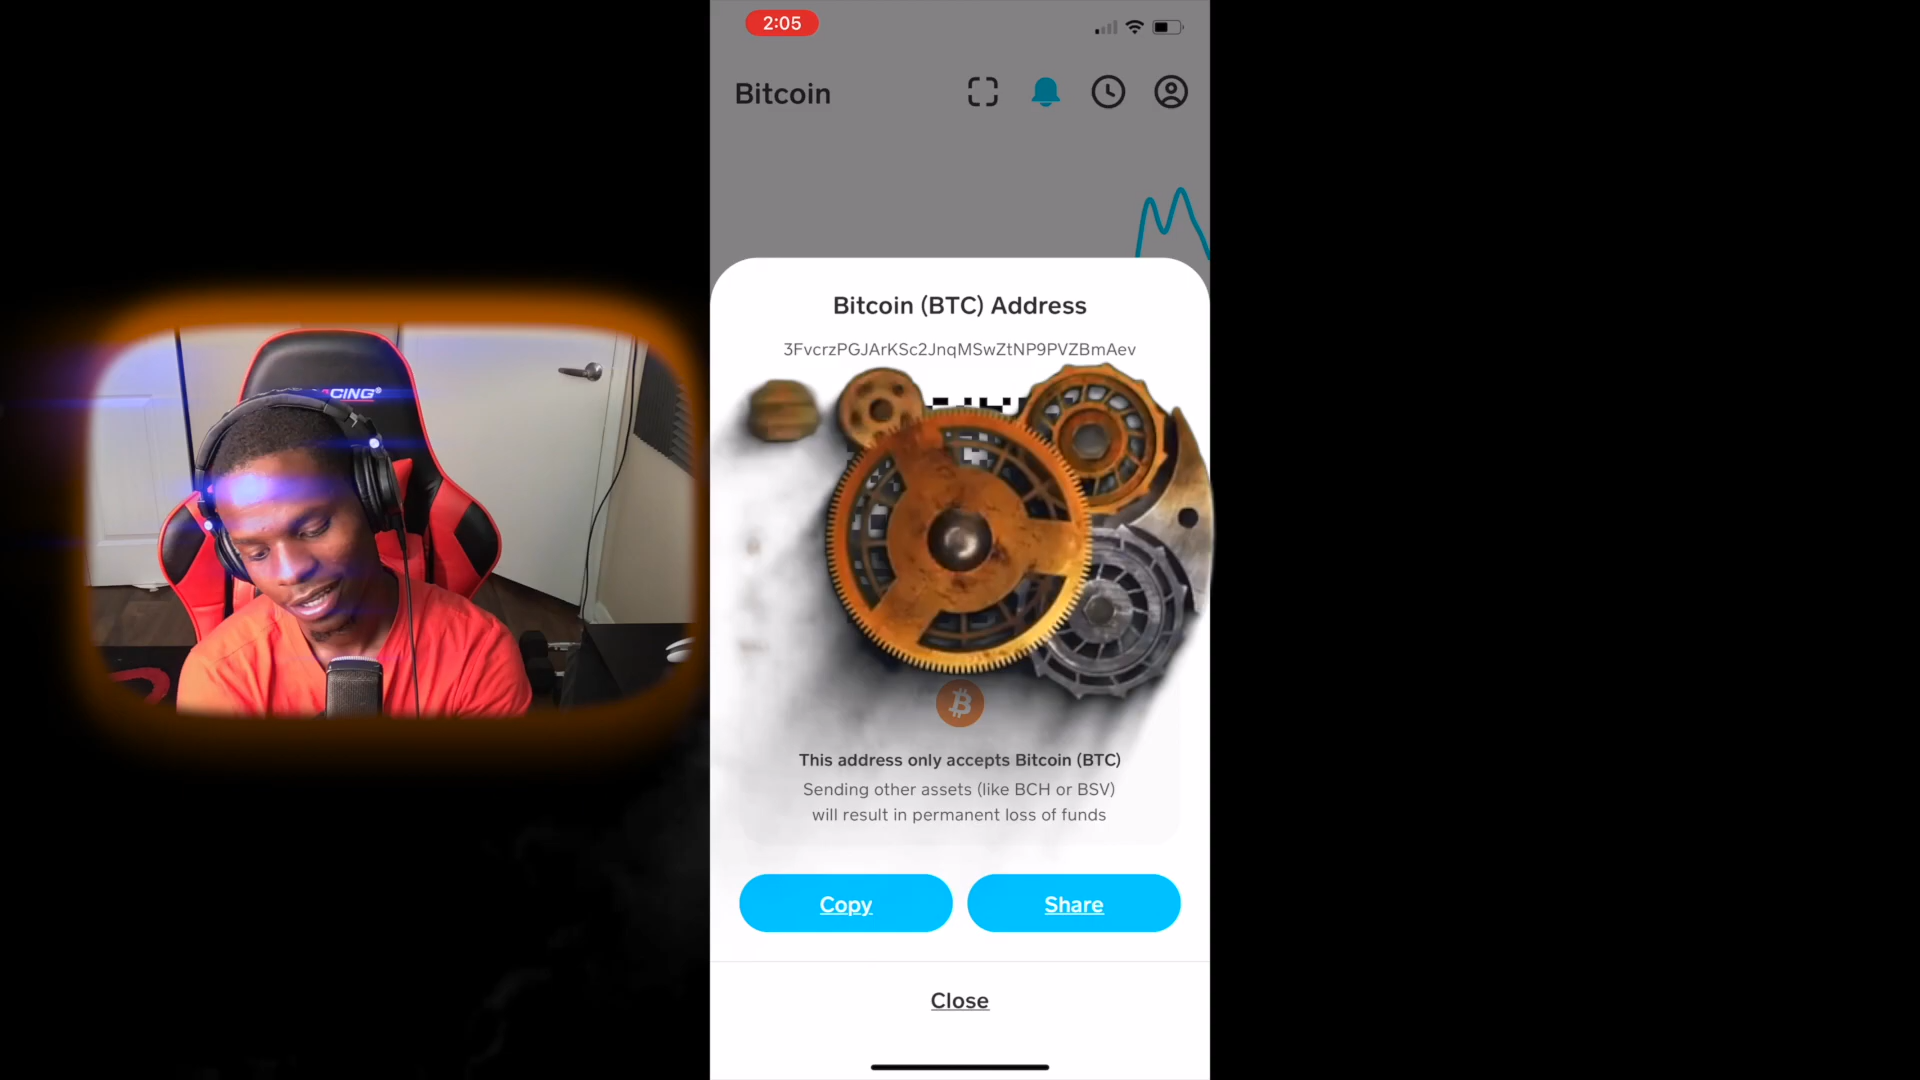 2:05
Bitcoin
Bitcoin (BTC) Address
3FvcrzPGJArKSc2JnqMSwZtNP9PVZBmAev
CING®
This address only accepts Bitcoin (BTC)
Sending other assets (like BCH or BSV)
will result in permanent loss of funds
Copy
Share
Close